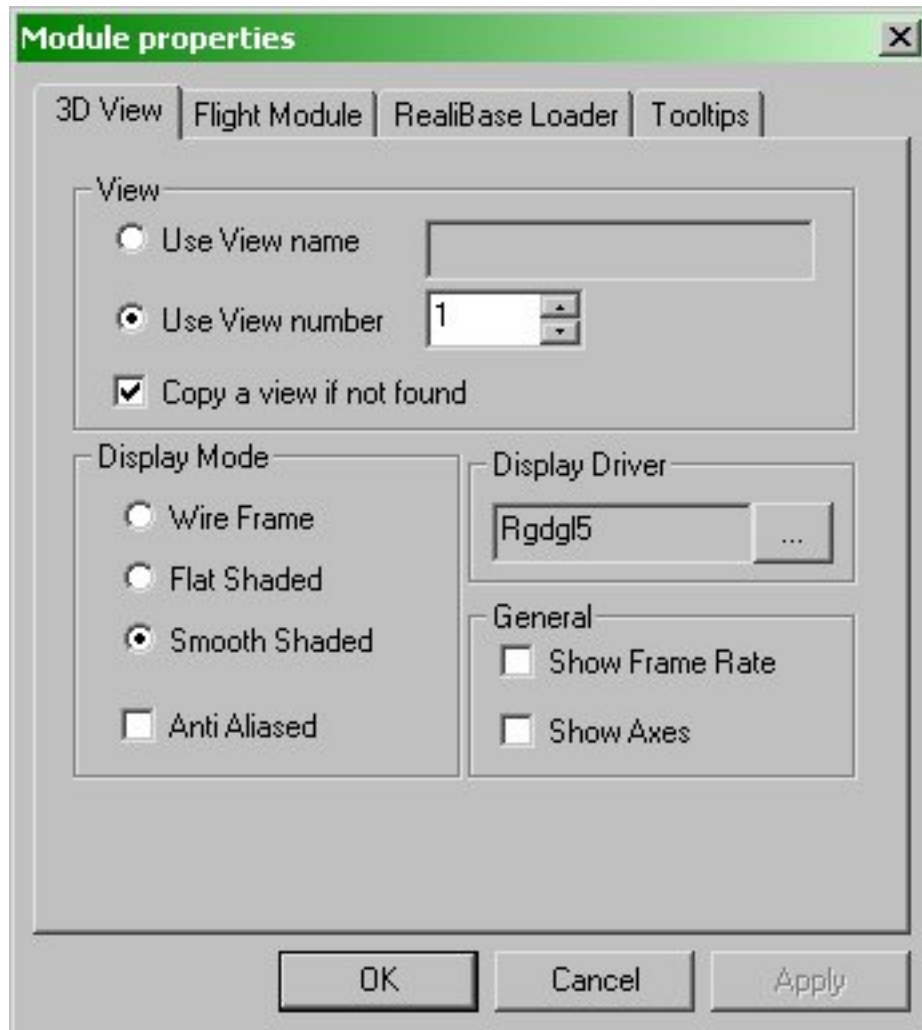 Module properties
3D View Flight Module RealiBase Loader Tooltips
View
Use View name
Use View number 1
Copy a view if not found
Display Mode
Wire Frame
Flat Shaded
Smooth Shaded
Anti Aliased
Display Driver
Rgdgl5 ...
General
Show Frame Rate
Show Axes
OK Cancel Apply